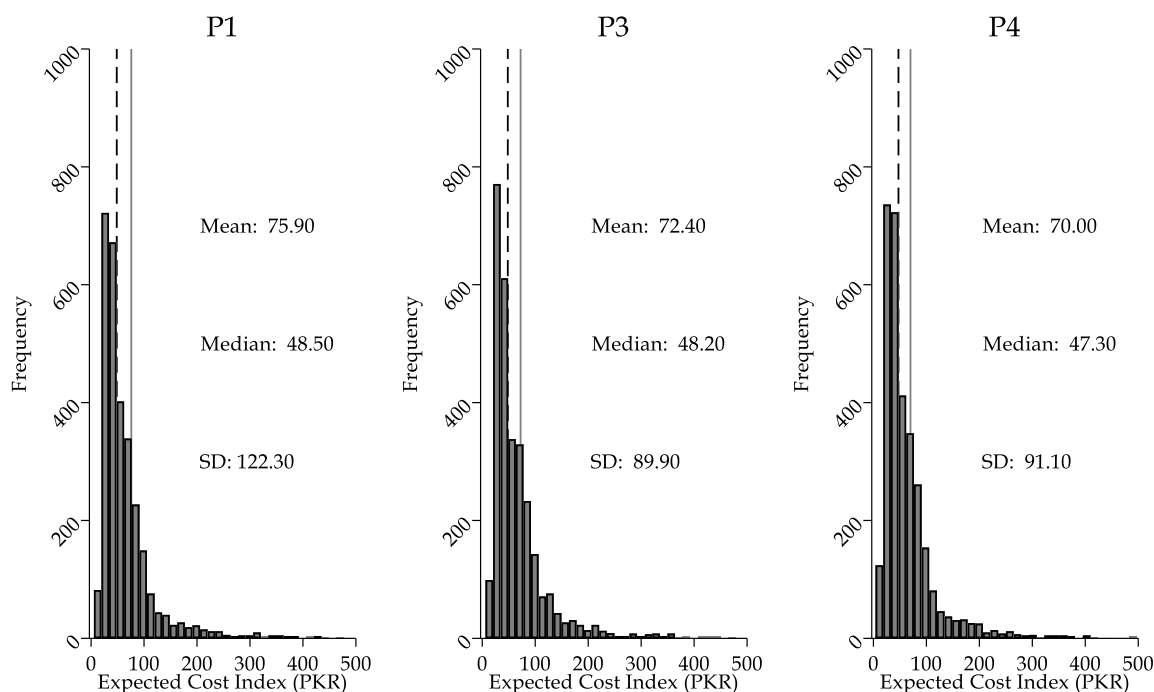 P1
1000
800
600
400
200
0
Frequency
Mean: 75.90
Median: 48.50
SD: 122.30
0 100 200 300 400 500
Expected Cost Index (PKR)
P3
1000
800
600
400
200
0
Frequency
Mean: 72.40
Median: 48.20
SD: 89.90
0 100 200 300 400 500
Expected Cost Index (PKR)
P4
1000
800
600
400
200
0
Frequency
Mean: 70.00
Median: 47.30
SD: 91.10
0 100 200 300 400 500
Expected Cost Index (PKR)